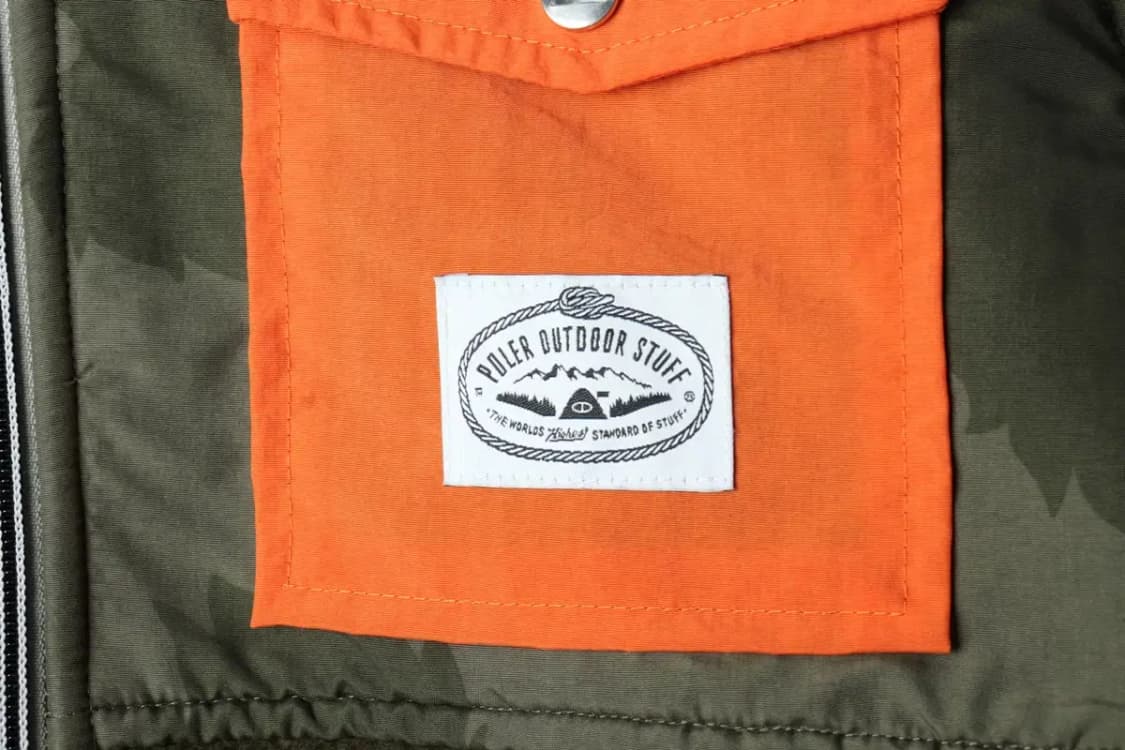 POLER OUTDOOR STUFF
THE WORLDS Highest STANDARD OF STUFF